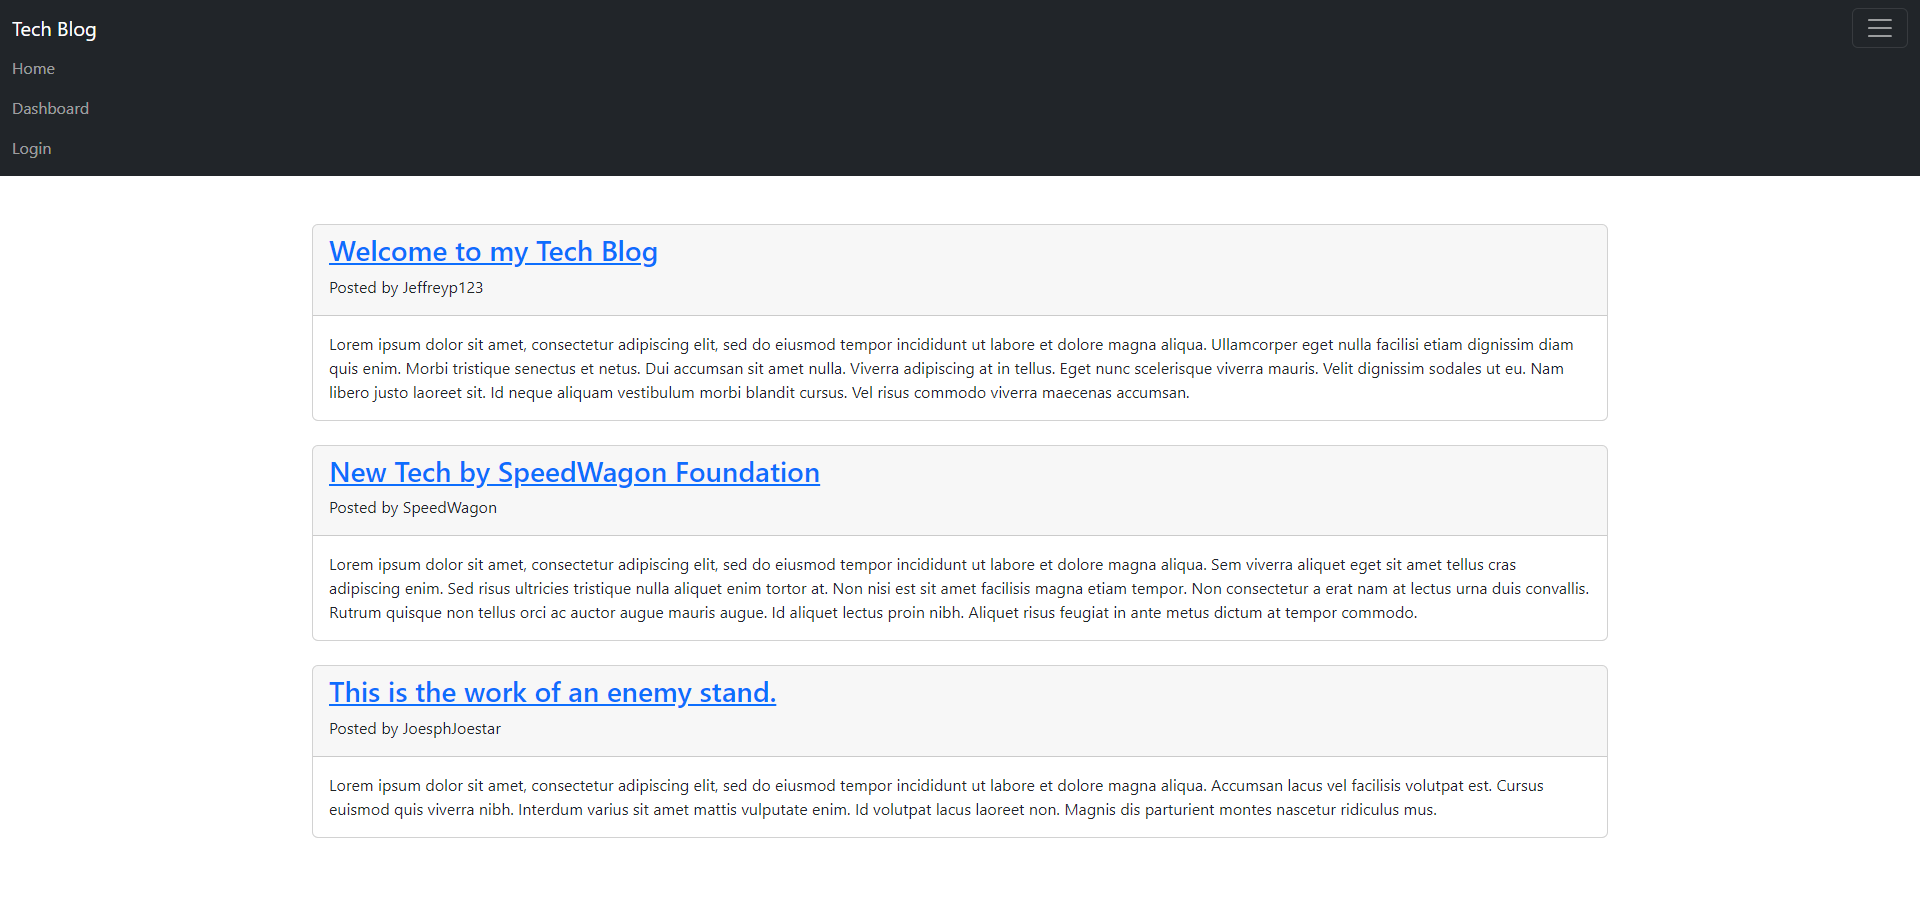 Tech Blog
Home
Dashboard
Login
Welcome to my Tech Blog
Posted by Jeffreyp123
Lorem ipsum dolor sit amet, consectetur adipiscing elit, sed do eiusmod tempor incididunt ut labore et dolore magna aliqua. Ullamcorper eget nulla facilisi etiam dignissim diam
quis enim. Morbi tristique senectus et netus. Dui accumsan sit amet nulla. Viverra adipiscing at in tellus. Eget nunc scelerisque viverra mauris. Velit dignissim sodales ut eu. Nam
libero justo laoreet sit. Id neque aliquam vestibulum morbi blandit cursus. Vel risus commodo viverra maecenas accumsan.
New Tech by SpeedWagon Foundation
Posted by SpeedWagon
Lorem ipsum dolor sit amet, consectetur adipiscing elit, sed do eiusmod tempor incididunt ut labore et dolore magna aliqua. Sem viverra aliquet eget sit amet tellus cras
adipiscing enim. Sed risus ultricies tristique nulla aliquet enim tortor at. Non nisi est sit amet facilisis magna etiam tempor. Non consectetur a erat nam at lectus urna duis convallis.
Rutrum quisque non tellus orci ac auctor augue mauris augue. Id aliquet lectus proin nibh. Aliquet risus feugiat in ante metus dictum at tempor commodo.
This is the work of an enemy stand.
Posted by JoesphJoestar
Lorem ipsum dolor sit amet, consectetur adipiscing elit, sed do eiusmod tempor incididunt ut labore et dolore magna aliqua. Accumsan lacus vel facilisis volutpat est. Cursus
euismod quis viverra nibh. Interdum varius sit amet mattis vulputate enim. Id volutpat lacus laoreet non. Magnis dis parturient montes nascetur ridiculus mus.